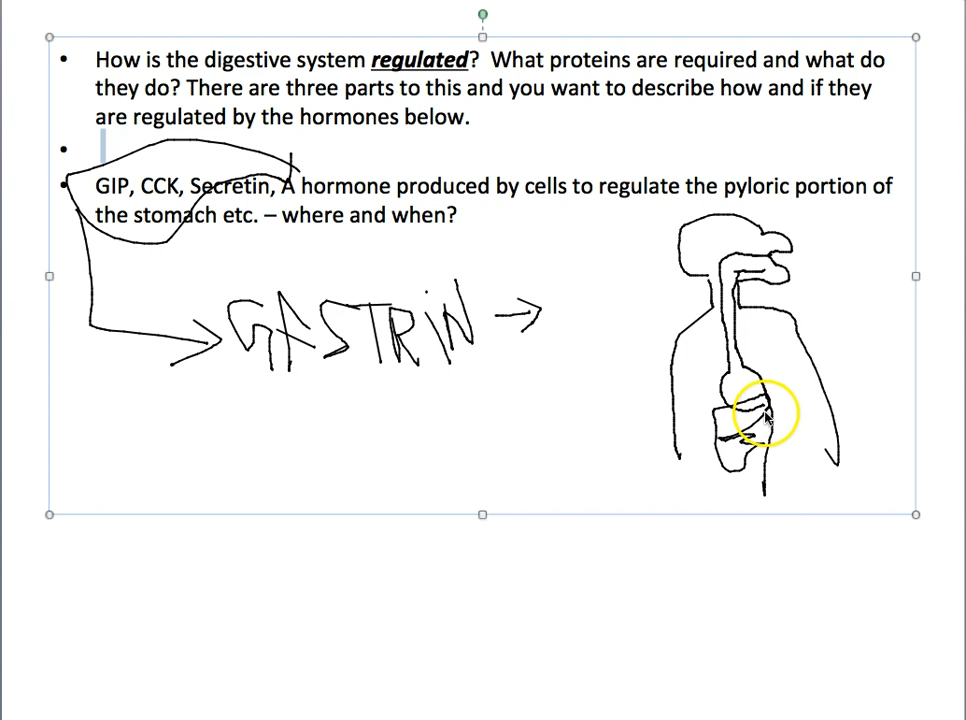 • How is the digestive system regulated? What proteins are required and what do
they do? There are three parts to this and you want to describe how and if they
are regulated by the hormones below.
•
• GIP, CCK, Secretin, A hormone produced by cells to regulate the pyloric portion of
the stomach etc. – where and when?
GASTRiN